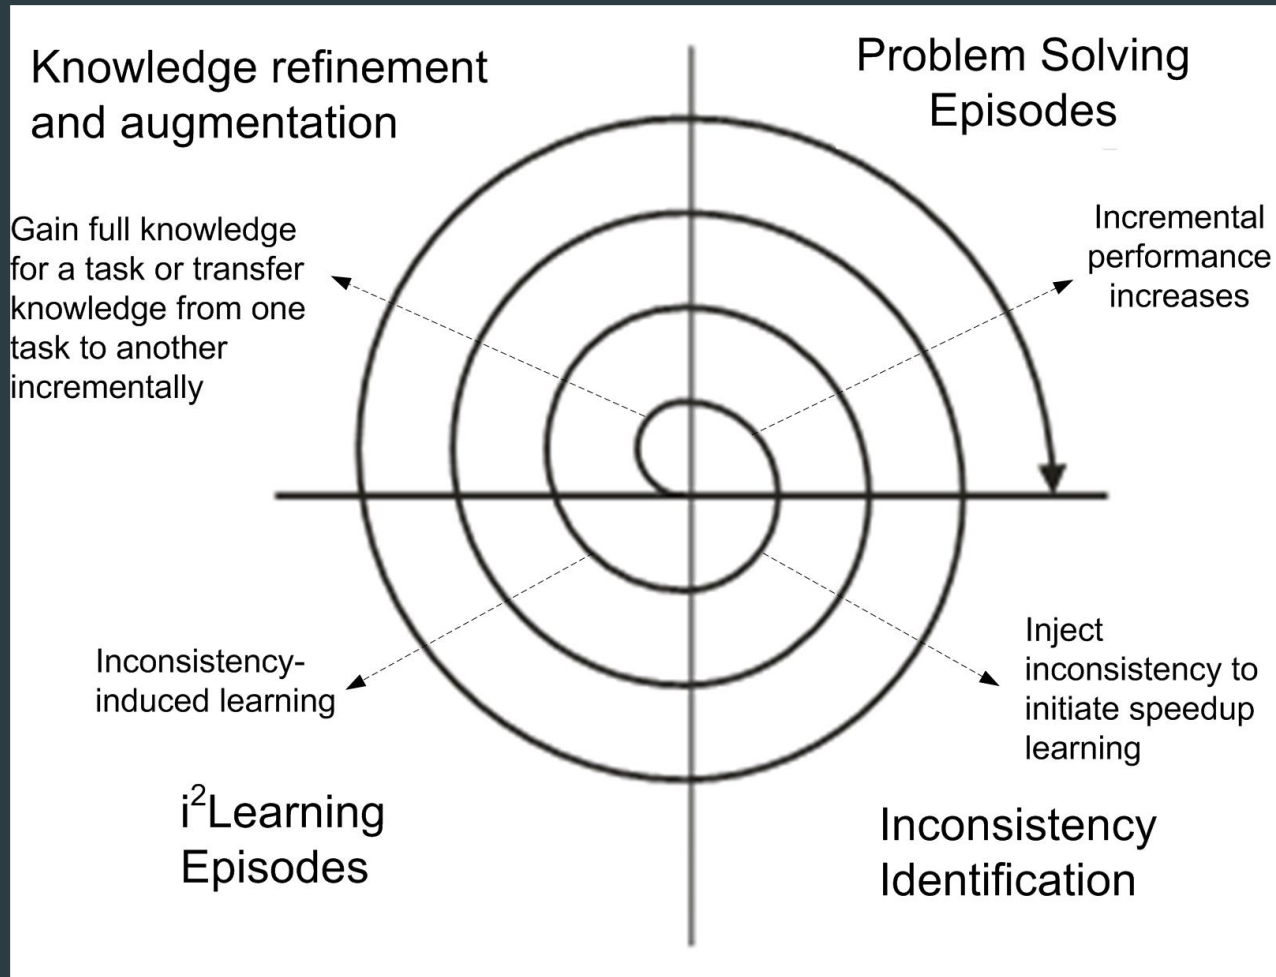 Knowledge refinement
and augmentation
Problem Solving
Episodes
Gain full knowledge
for a task or transfer
knowledge from one
task to another
incrementally
Incremental
performance
increases
Inconsistency-
induced learning
Inject
inconsistency to
initiate speedup
learning
i²Learning
Episodes
Inconsistency
Identification